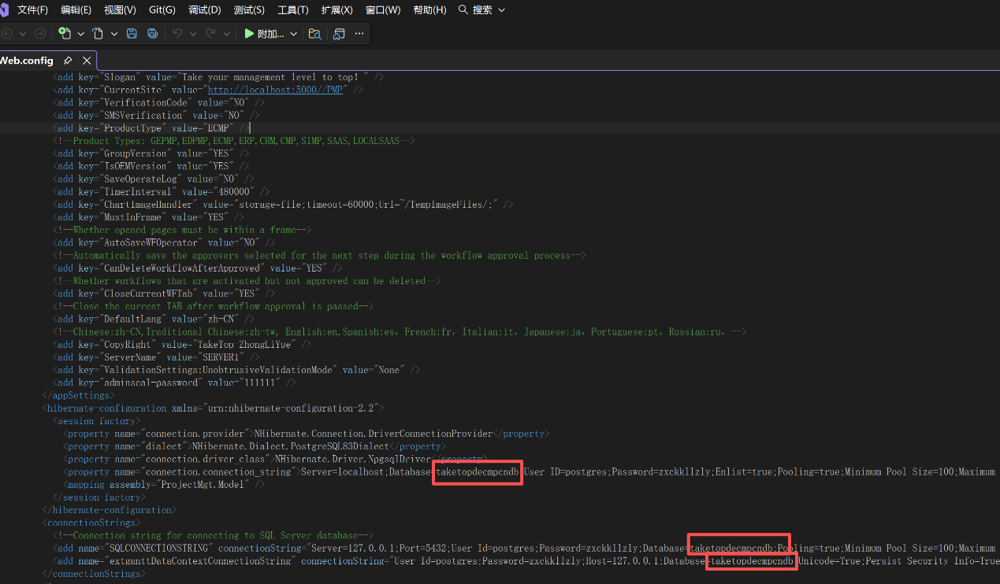 文件(F) 编辑(E) 视图(V) Git(G) 调试(D) 测试(S) 工具(T) 扩展(X) 窗口(W) 帮助(H) 搜索
附加...
Web.config
<add key="Slogan" value="Take your management level to top! " />
<add key="CurrentSite" value="http://localhost:5000//PMP" />
<add key="VerificationCode" value="NO" />
<add key="SMSVerification" value="NO" />
<add key="ProductType" value="ECMP" />
<!--Product Types: GEPMP,EDPMP,ECMP,ERP,CRM,CMP,SIMP,SAAS,LOCALSAAS-->
<add key="GroupVersion" value="YES" />
<add key="IsOEMVersion" value="YES" />
<add key="SaveOperateLog" value="NO" />
<add key="TimerInterval" value="480000" />
<add key="ChartImageHandler" value="storage=file;timeout=60000;Url=~/TempImageFiles/;" />
<add key="MustInFrame" value="YES" />
<!--Whether opened pages must be within a frame-->
<add key="AutoSaveWFOperator" value="NO" />
<!--Automatically save the approvers selected for the next step during the workflow approval process-->
<add key="CanDeleteWorkflowAfterApproved" value="YES" />
<!--Whether workflows that are activated but not approved can be deleted-->
<add key="CloseCurrentWFTab" value="YES" />
<!--Close the current TAB after workflow approval is passed-->
<add key="DefaultLang" value="zh-CN" />
<!--Chinese:zh-CN,Traditional Chinese:zh-tw, English:en,Spanish:es, French:fr, Italian:it, Japanese:ja, Portuguese:pt, Russian:ru, -->
<add key="CopyRight" value="TakeTop ZhongLiYue" />
<add key="ServerName" value="SERVER1" />
<add key="ValidationSettings:UnobtrusiveValidationMode" value="None" />
<add key="adminseal-password" value="111111" />
</appSettings>
<hibernate-configuration xmlns="urn:nhibernate-configuration-2.2">
<session-factory>
<property name="connection.provider">NHibernate.Connection.DriverConnectionProvider</property>
<property name="dialect">NHibernate.Dialect.PostgreSQL83Dialect</property>
<property name="connection.driver_class">NHibernate.Driver.NpgsqlDriver</property>
<property name="connection.connection_string">Server=localhost;Database=taketopdecmpcndb;User ID=postgres;Password=zxckkllzly;Enlist=true;Pooling=true;Minimum Pool Size=100;Maximum
<mapping assembly="ProjectMgt.Model" />
</session-factory>
</hibernate-configuration>
<connectionStrings>
<!--Connection string for connecting to SQL Server database-->
<add name="SQLCONNECTIONSTRING" connectionString="Server=127.0.0.1;Port=5432;User Id=postgres;Password=zxckkllzly;Database=taketopdecmpcndb;Pooling=true;Minimum Pool Size=100;Maximum
<add name="extganttDataContextConnectionString" connectionString="User Id=postgres;Password=zxckkllzly;Host=127.0.0.1;Database=taketopdecmpcndb;Unicode=True;Persist Security Info=True
</connectionStrings>